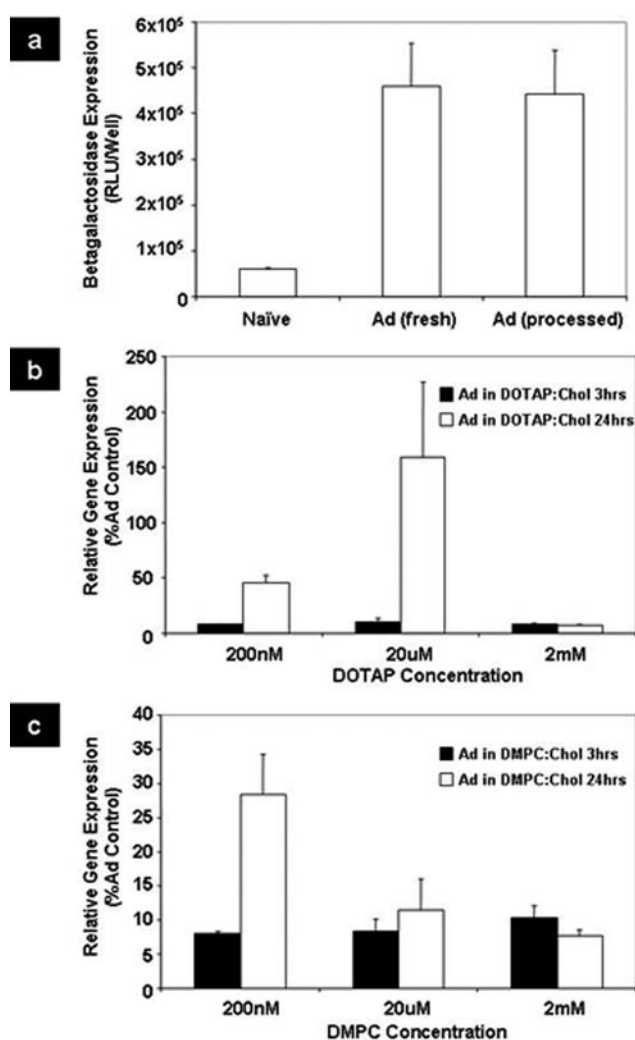 a
Betagalactosidase Expression
(RLU/Well)
6x10⁵
5x10⁵
4x10⁵
3x10⁵
2x10⁵
1x10⁵
0
Naïve
Ad (fresh)
Ad (processed)
b
Relative Gene Expression
(%Ad Control)
250
200
150
100
50
0
Ad in DOTAP:Chol 3hrs
Ad in DOTAP:Chol 24hrs
200nM
20uM
2mM
DOTAP Concentration
c
Relative Gene Expression
(%Ad Control)
40
35
30
25
20
15
10
5
0
Ad in DMPC:Chol 3hrs
Ad in DMPC:Chol 24hrs
200nM
20uM
2mM
DMPC Concentration